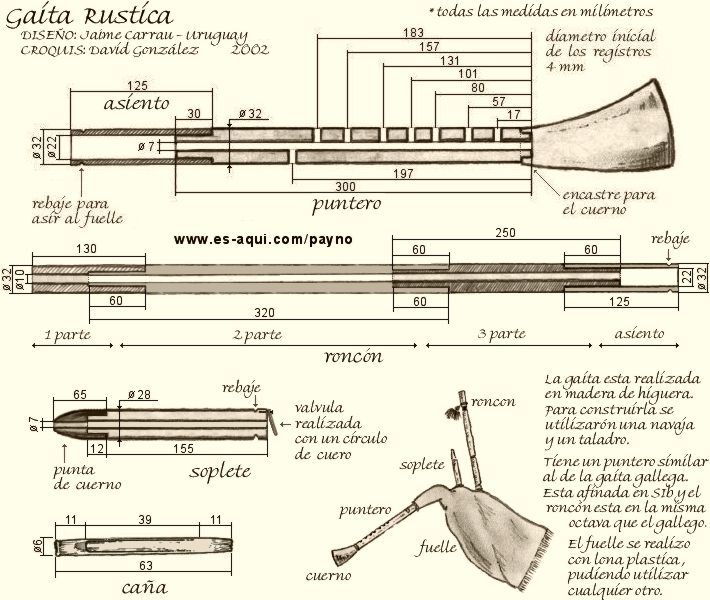 Gaita Rustica
DISEÑO: Jaime Carrau - Uruguay
CROQUIS: David González 2002
*todas las medidas en milímetros
diámetro inicial
de los registros
4 mm
183
157
131
101
80
57
17
125
asiento
30
ø 32
ø 32
ø 22
ø 7
197
300
puntero
rebaje para
asir al fuelle
encastre para
el cuerno
www.es-aqui.com/payno
130
250
60
60
rebaje
ø 32
ø 10
22
ø 32
60
60
125
320
1 parte
2 parte
3 parte
asiento
roncón
65
ø 28
rebaje
ø 7
12
155
valvula
realizada
con un círculo
de cuero
punta
de cuerno
soplete
11
39
11
ø 6
63
caña
roncon
soplete
puntero
fuelle
cuerno
La gaita esta realizada
en madera de higuera.
Para construirla se
utilizarón una navaja
y un taladro.
Tiene un puntero similar
al de la gaita gallega.
Esta afinada en SIb y el
roncón esta en la misma
octava que el gallego.
El fuelle se realizo
con lona plastica,
pudiendo utilizar
cualquier otro.